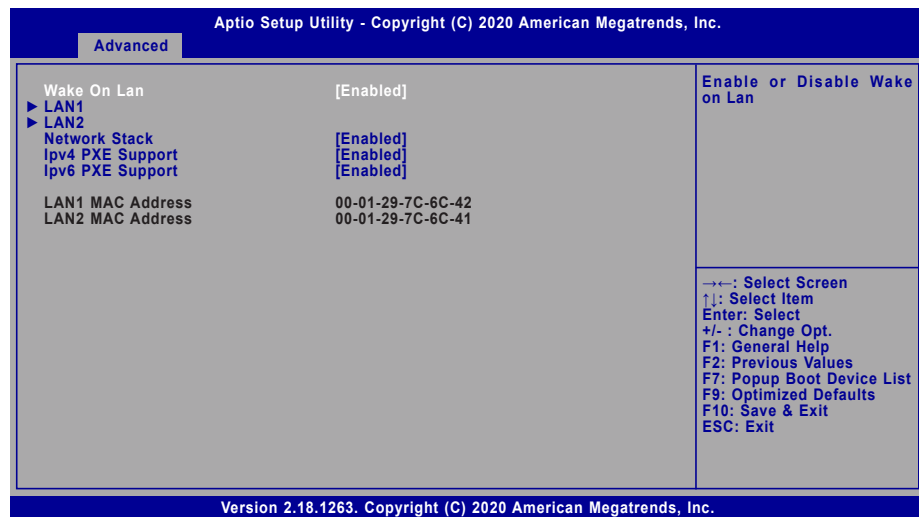 Aptio Setup Utility - Copyright (C) 2020 American Megatrends, Inc.
Advanced
Wake On Lan [Enabled]
► LAN1
► LAN2
Network Stack [Enabled]
Ipv4 PXE Support [Enabled]
Ipv6 PXE Support [Enabled]
LAN1 MAC Address 00-01-29-7C-6C-42
LAN2 MAC Address 00-01-29-7C-6C-41
Enable or Disable Wake
on Lan
→←: Select Screen
↑↓: Select Item
Enter: Select
+/- : Change Opt.
F1: General Help
F2: Previous Values
F7: Popup Boot Device List
F9: Optimized Defaults
F10: Save & Exit
ESC: Exit
Version 2.18.1263. Copyright (C) 2020 American Megatrends, Inc.